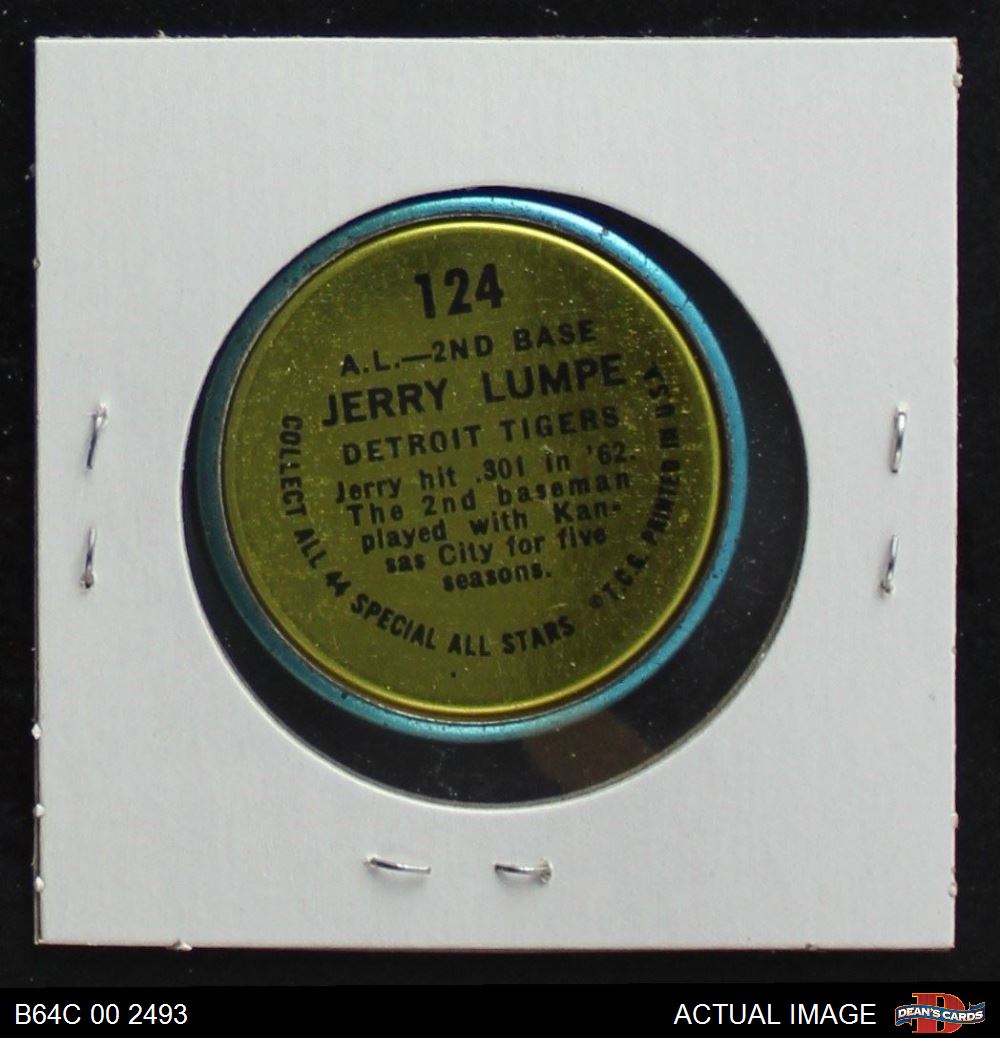 124
A.L.—2ND BASE
JERRY LUMPE
DETROIT TIGERS
Jerry hit .301 in '62.
The 2nd baseman
played with Kan-
sas City for five
seasons.
COLLECT ALL 44 SPECIAL ALL STARS
©T.C.G. PRINTED IN USA
B64C 00 2493
ACTUAL IMAGE
DEAN'S CARDS